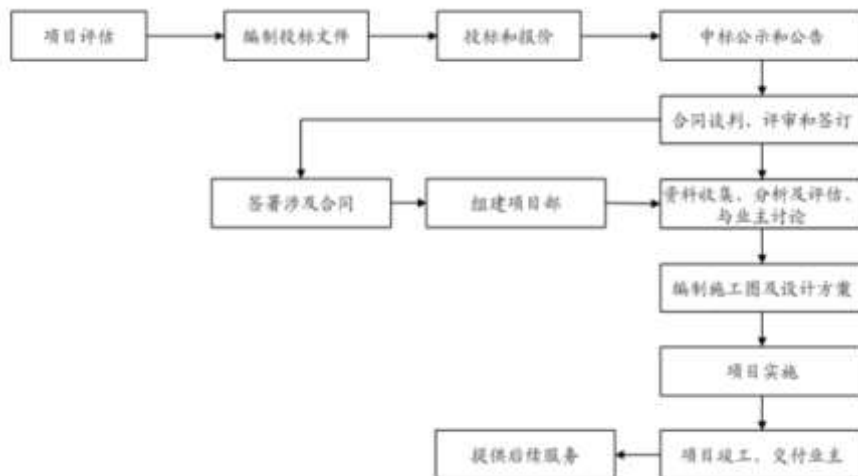 项目评估
编制投标文件
投标和报价
中标公示和公告
合同谈判、评审和签订
签署涉及合同
组建项目部
资料收集、分析及评估、
与业主讨论
编制施工图及设计方案
项目实施
提供后续服务
项目竣工、交付业主